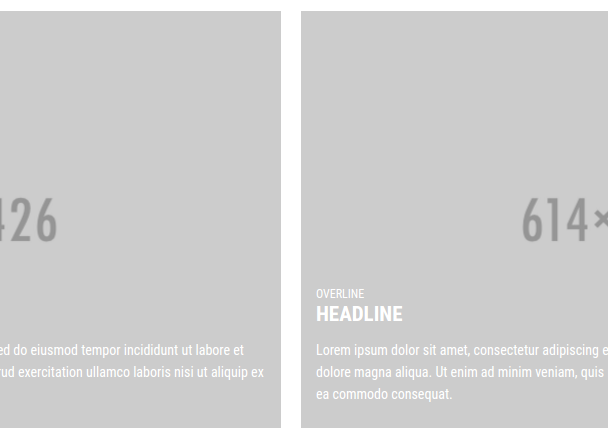 426
ed do eiusmod tempor incididunt ut labore et
ud exercitation ullamco laboris nisi ut aliquip ex
614×
OVERLINE
HEADLINE
Lorem ipsum dolor sit amet, consectetur adipiscing e
dolore magna aliqua. Ut enim ad minim veniam, quis
ea commodo consequat.